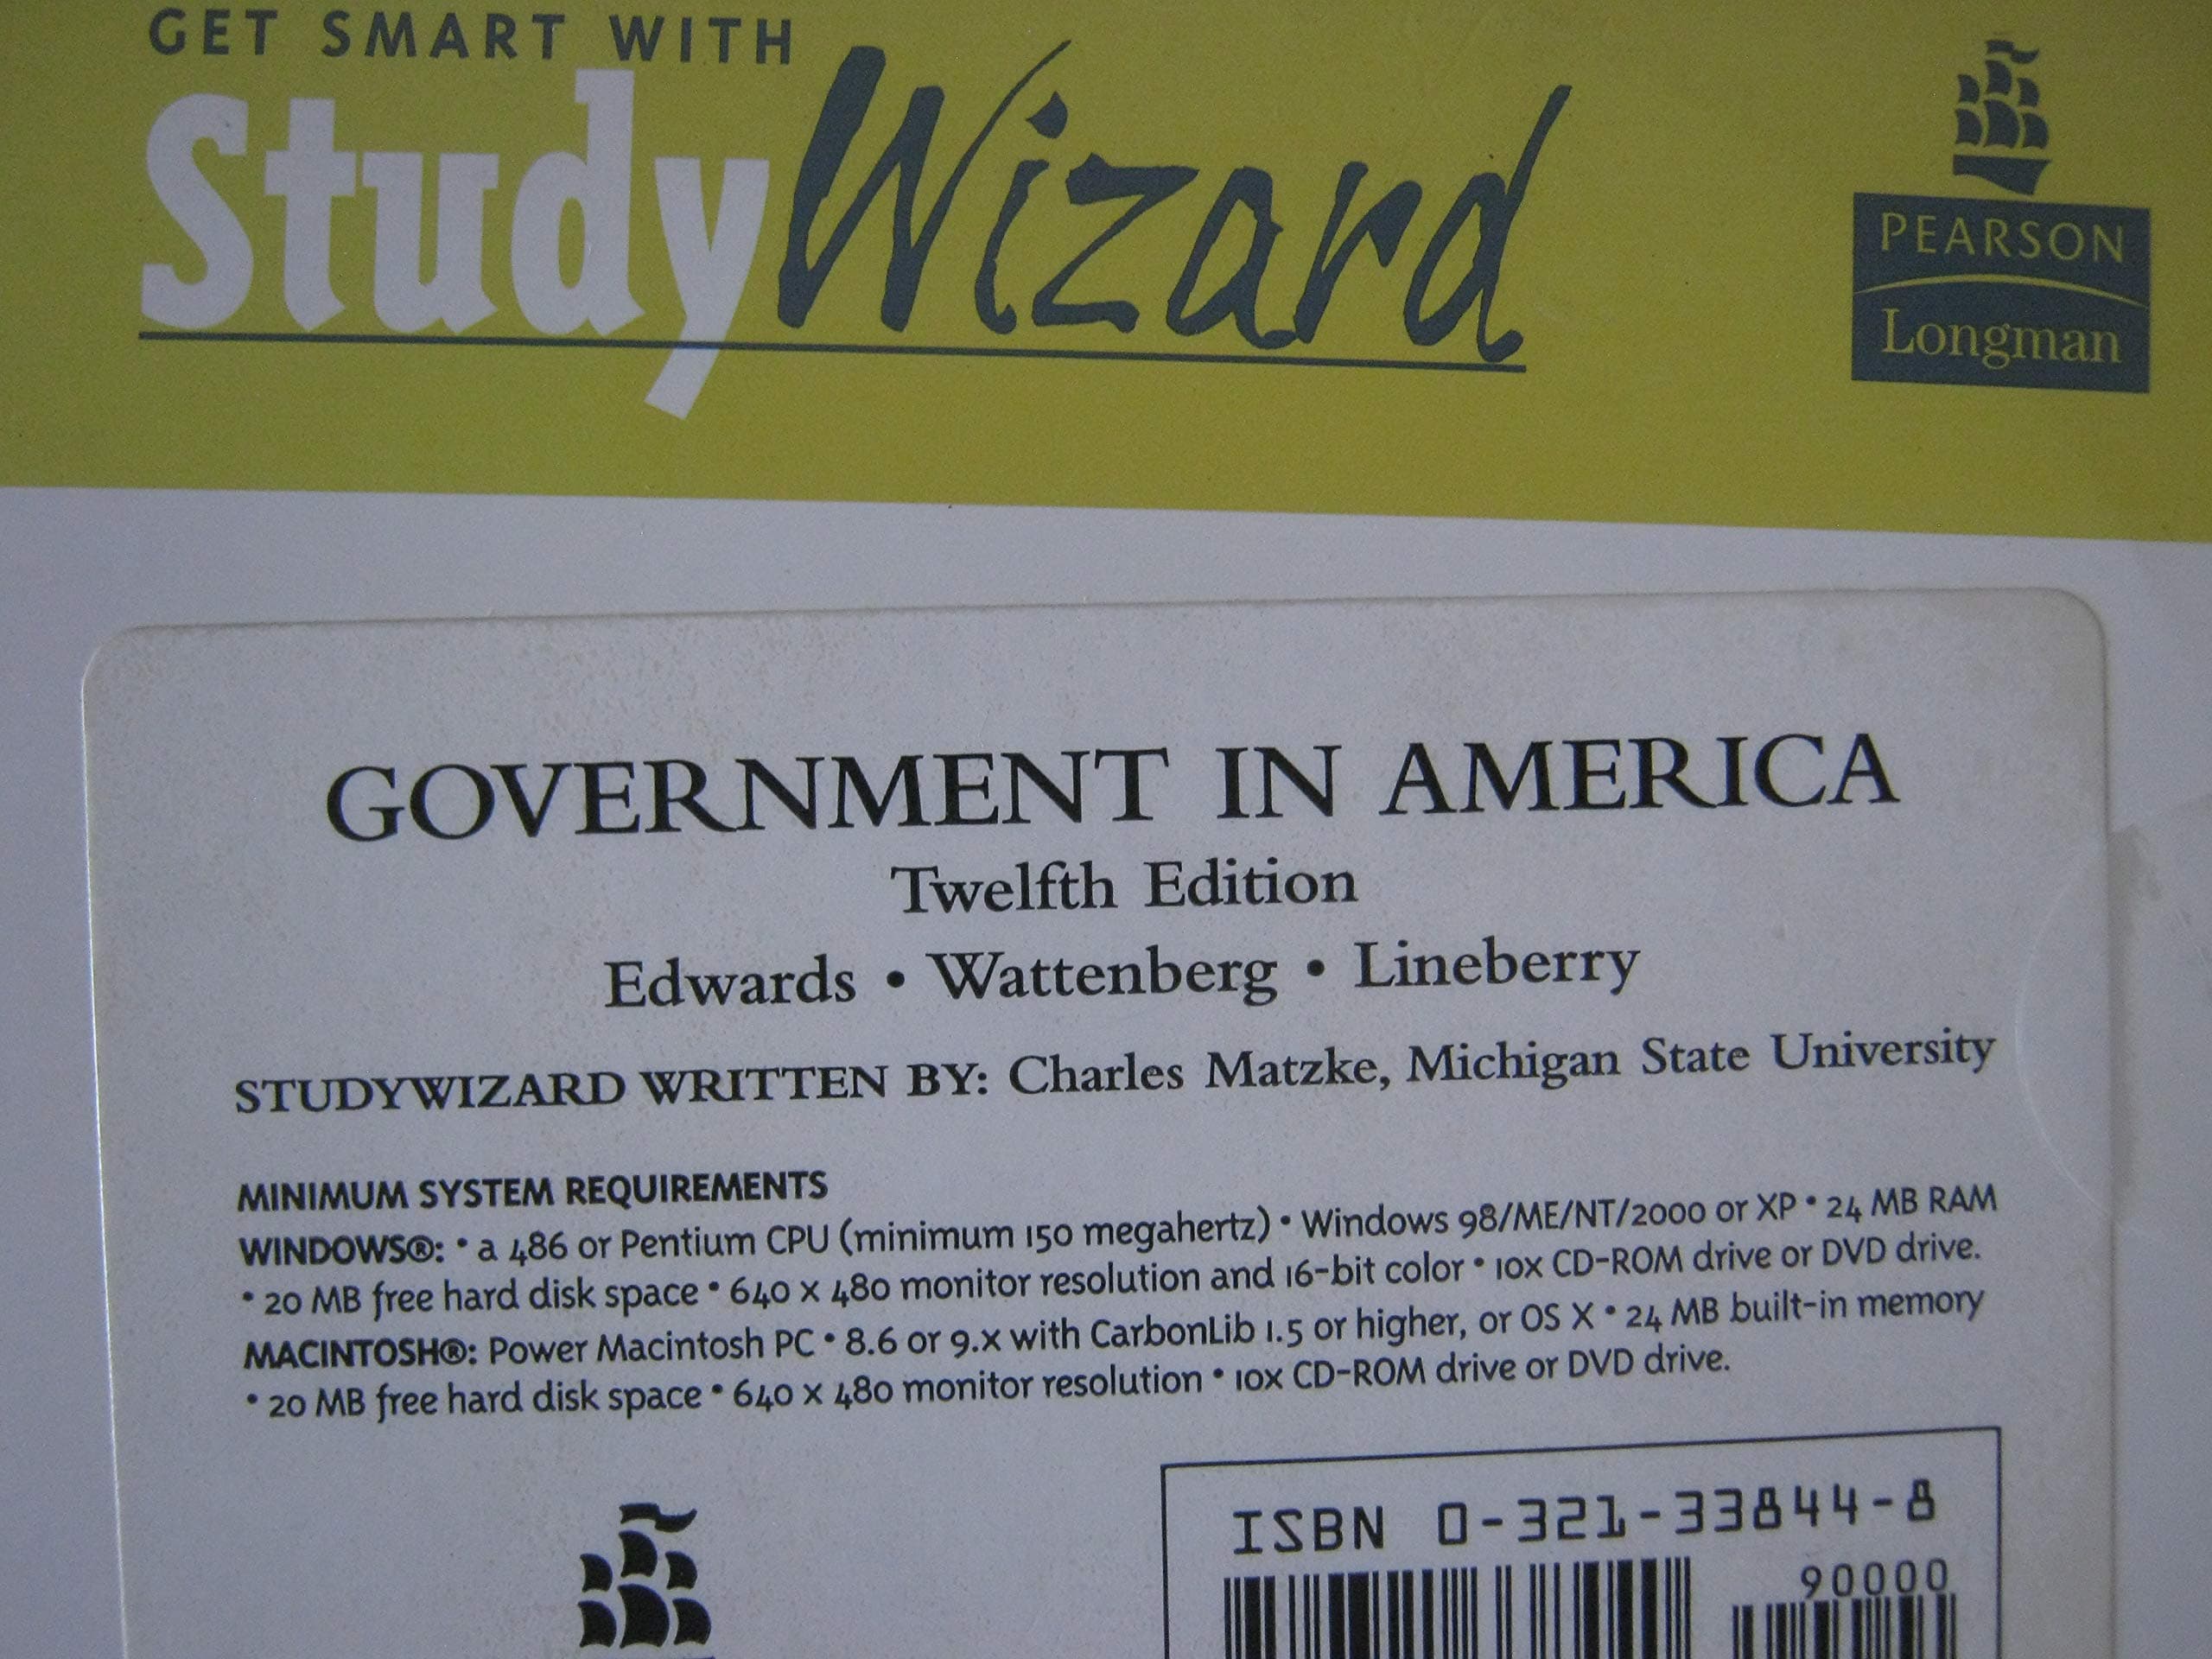 GET SMART WITH
StudyWizard
PEARSON
Longman
GOVERNMENT IN AMERICA
Twelfth Edition
Edwards • Wattenberg • Lineberry
STUDYWIZARD WRITTEN BY: Charles Matzke, Michigan State University
MINIMUM SYSTEM REQUIREMENTS
WINDOWS®: • a 486 or Pentium CPU (minimum 150 megahertz) • Windows 98/ME/NT/2000 or XP • 24 MB RAM
• 20 MB free hard disk space • 640 x 480 monitor resolution and 16-bit color • 10x CD-ROM drive or DVD drive.
MACINTOSH®: Power Macintosh PC • 8.6 or 9.x with CarbonLib 1.5 or higher, or OS X • 24 MB built-in memory
• 20 MB free hard disk space • 640 x 480 monitor resolution • 10x CD-ROM drive or DVD drive.
ISBN 0-321-33844-8
90000